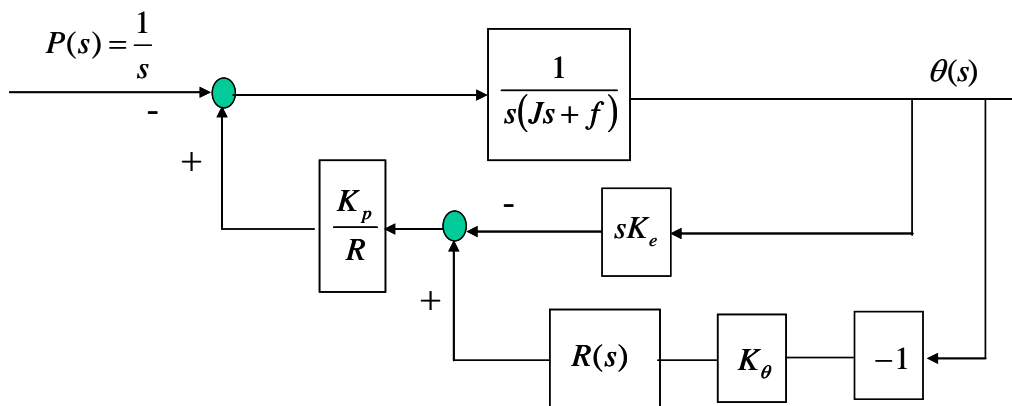 P(s) = 1/s
-
+
1/(s(Js + f))
θ(s)
K_p/R
-
sK_e
+
R(s)
K_θ
−1